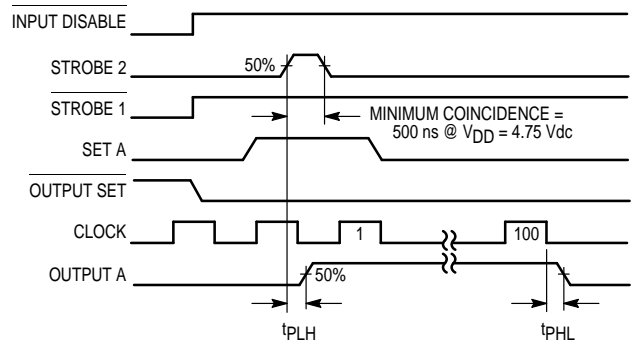 INPUT DISABLE
STROBE 2
50%
STROBE 1
MINIMUM COINCIDENCE =
500 ns @ VDD = 4.75 Vdc
SET A
OUTPUT SET
CLOCK
1
100
OUTPUT A
50%
tPLH
tPHL